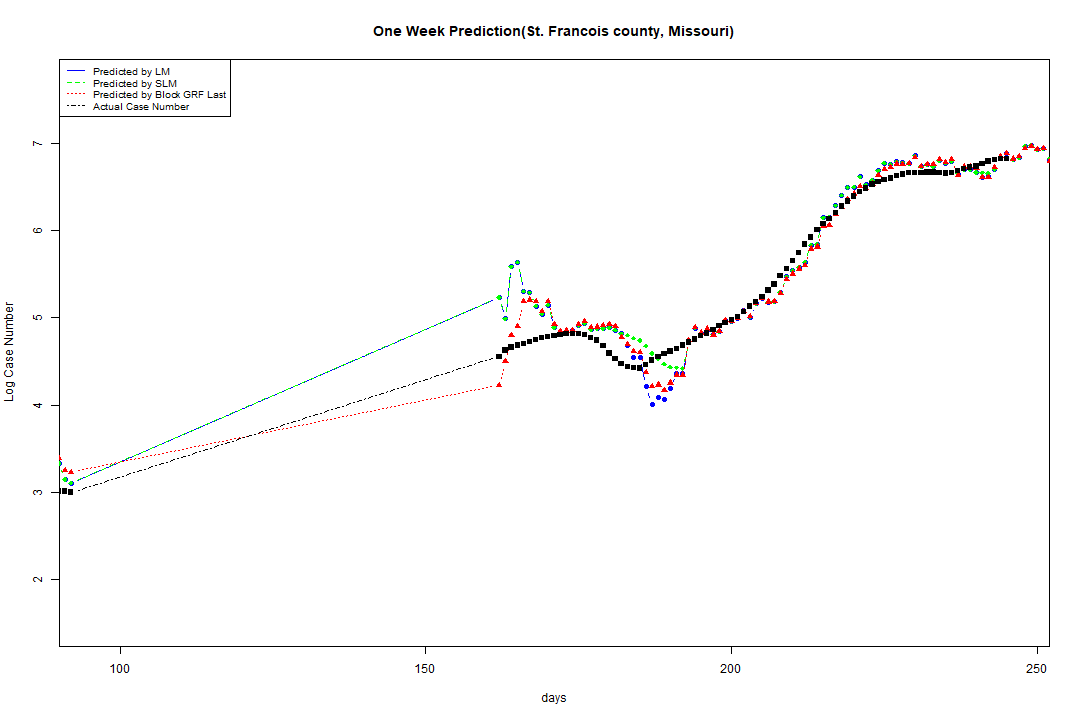 One Week Prediction(St. Francois county, Missouri)
Predicted by LM
Predicted by SLM
Predicted by Block GRF Last
Actual Case Number
7
6
5
4
3
2
Log Case Number
100 150 200 250
days